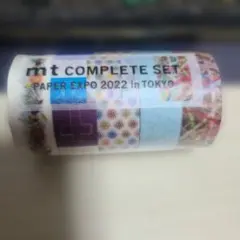 mt COMPLETE SET
PAPER EXPO 2022 in TOKYO